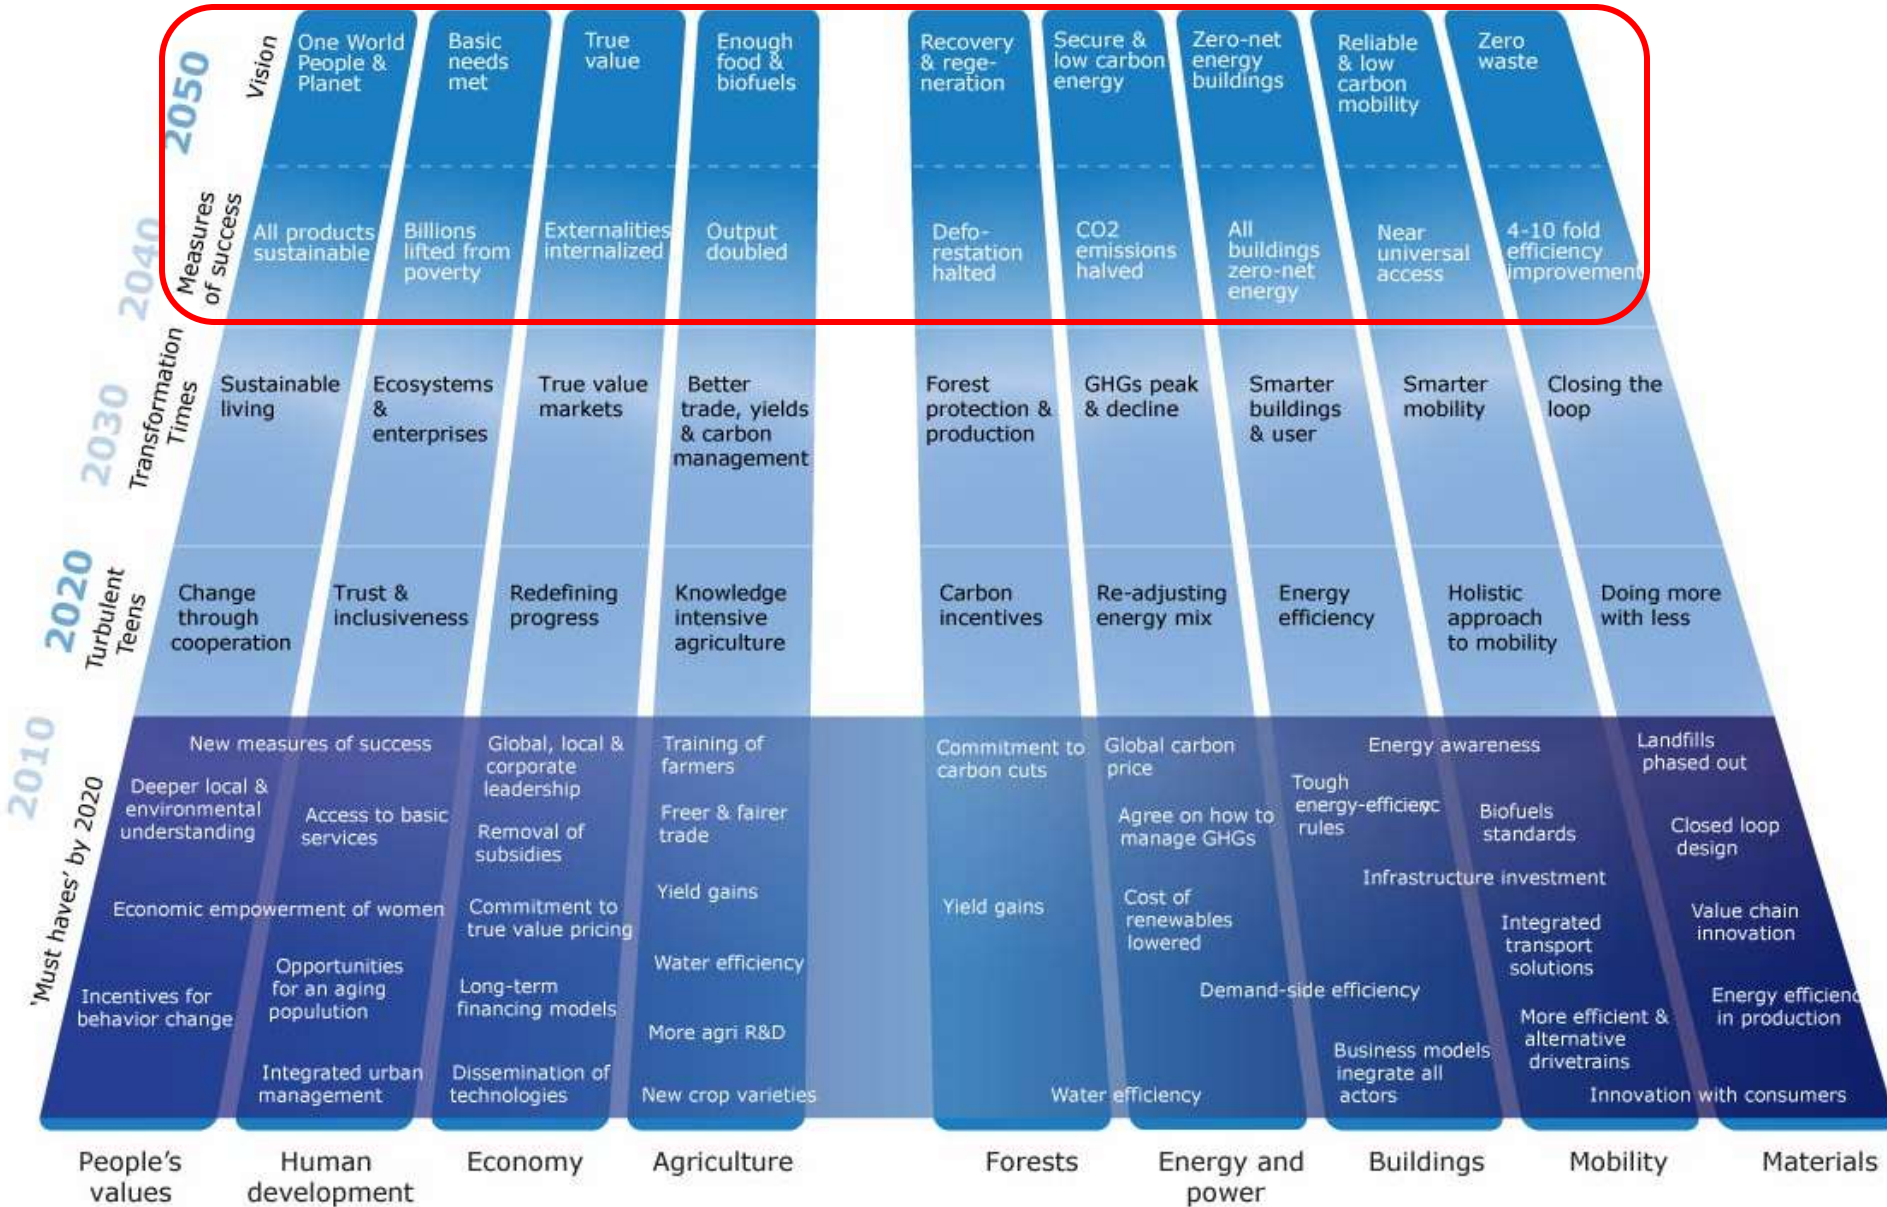 2050
Vision
One World
People &
Planet
Basic
needs
met
True
value
Enough
food &
biofuels
Recovery
& rege-
neration
Secure &
low carbon
energy
Zero-net
energy
buildings
Reliable
& low
carbon
mobility
Zero
waste
2040
Measures
of success
All products
sustainable
Billions
lifted from
poverty
Externalities
internalized
Output
doubled
Defo-
restation
halted
CO2
emissions
halved
All
buildings
zero-net
energy
Near
universal
access
4-10 fold
efficiency
improvement
2030
Transformation
Times
Sustainable
living
Ecosystems
&
enterprises
True value
markets
Better
trade, yields
& carbon
management
Forest
protection &
production
GHGs peak
& decline
Smarter
buildings
& user
Smarter
mobility
Closing the
loop
2020
Turbulent
Teens
Change
through
cooperation
Trust &
inclusiveness
Redefining
progress
Knowledge
intensive
agriculture
Carbon
incentives
Re-adjusting
energy mix
Energy
efficiency
Holistic
approach
to mobility
Doing more
with less
2010
'Must haves' by 2020
New measures of success
Deeper local &
environmental
understanding
Access to basic
services
Economic empowerment of women
Opportunities
for an aging
populution
Incentives for
behavior change
Integrated urban
management
Global, local &
corporate
leadership
Removal of
subsidies
Commitment to
true value pricing
Long-term
financing models
Dissemination of
technologies
Training of
farmers
Freer & fairer
trade
Yield gains
Water efficiency
More agri R&D
New crop varieties
Commitment to
carbon cuts
Yield gains
Water efficiency
Global carbon
price
Agree on how to
manage GHGs
Cost of
renewables
lowered
Demand-side efficiency
Energy awareness
Tough
rules
Infrastructure investment
Business models
inegrate all
actors
Biofuels
standards
Integrated
transport
solutions
More efficient &
alternative
drivetrains
Innovation with consumers
Landfills
phased out
Closed loop
design
Value chain
innovation
Energy efficienc
in production
People's
values
Human
development
Economy
Agriculture
Forests
Energy and
power
Buildings
Mobility
Materials